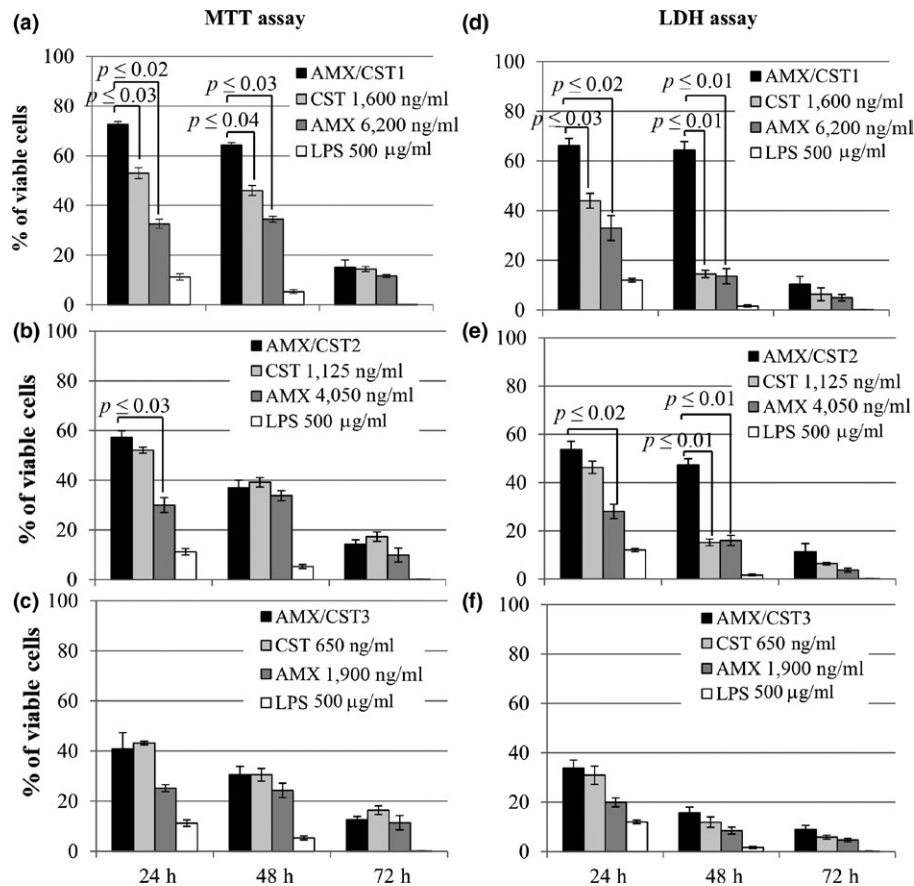 MTT assay
(a)
% of viable cells
100
80
60
40
20
0
p ≤ 0.02
p ≤ 0.03
p ≤ 0.03
p ≤ 0.04
AMX/CST1
CST 1,600 ng/ml
AMX 6,200 ng/ml
LPS 500 µg/ml
(b)
% of viable cells
100
80
60
40
20
0
p ≤ 0.03
AMX/CST2
CST 1,125 ng/ml
AMX 4,050 ng/ml
LPS 500 µg/ml
(c)
% of viable cells
100
80
60
40
20
0
AMX/CST3
CST 650 ng/ml
AMX 1,900 ng/ml
LPS 500 µg/ml
24 h
48 h
72 h
LDH assay
(d)
100
80
60
40
20
0
p ≤ 0.02
p ≤ 0.03
p ≤ 0.01
p ≤ 0.01
AMX/CST1
CST 1,600 ng/ml
AMX 6,200 ng/ml
LPS 500 µg/ml
(e)
100
80
60
40
20
0
p ≤ 0.02
p ≤ 0.01
p ≤ 0.01
AMX/CST2
CST 1,125 ng/ml
AMX 4,050 ng/ml
LPS 500 µg/ml
(f)
100
80
60
40
20
0
AMX/CST3
CST 650 ng/ml
AMX 1,900 ng/ml
LPS 500 µg/ml
24 h
48 h
72 h